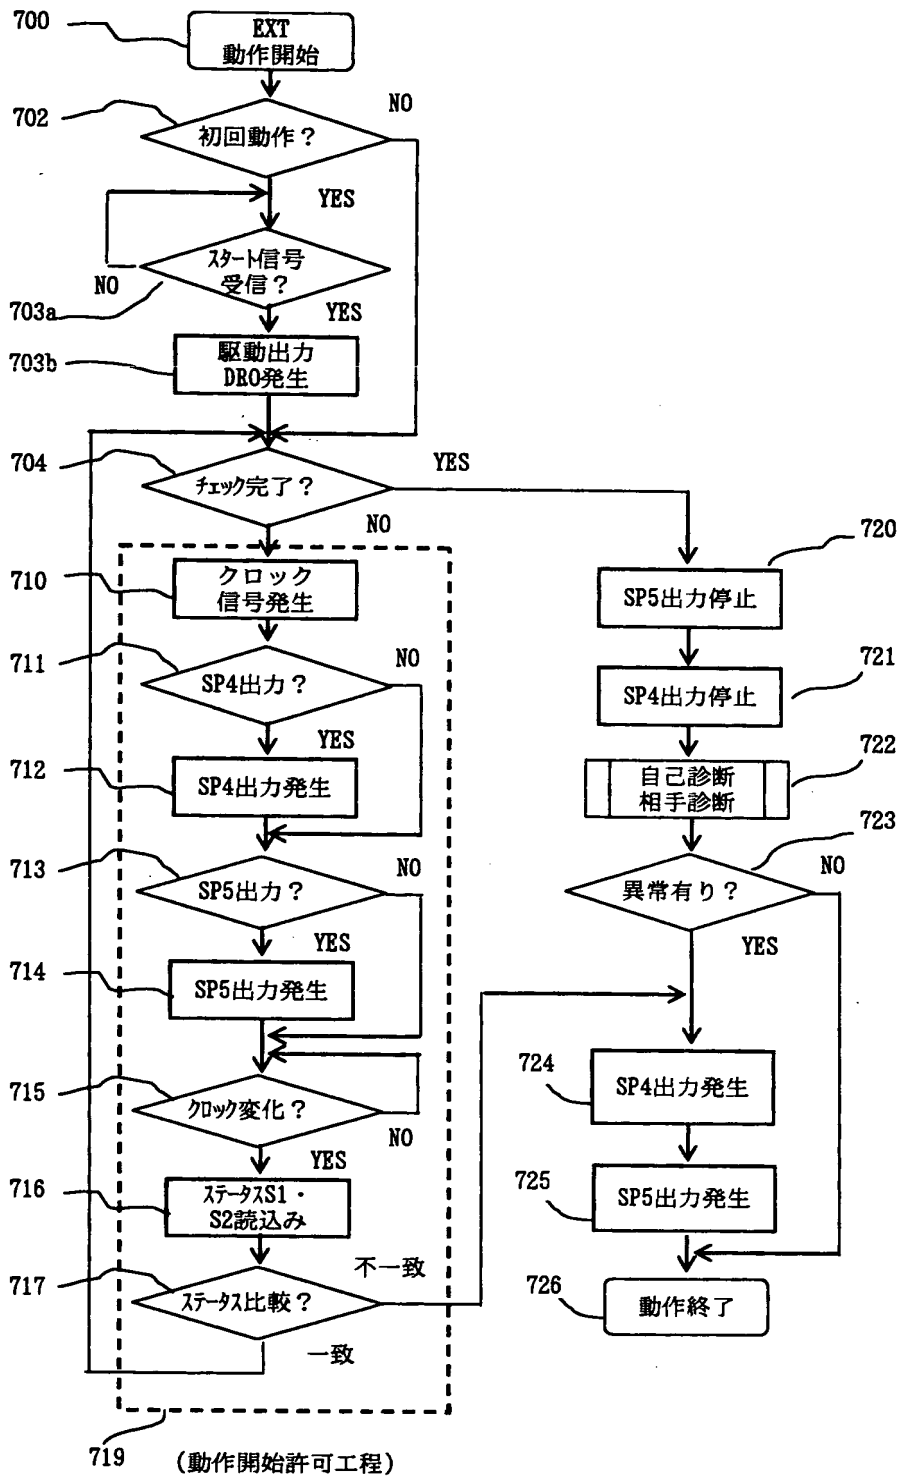 700
EXT
動作開始
702
初回動作？
NO
YES
703a
スタート信号
受信？
NO
YES
703b
駆動出力
DR0発生
704
チェック完了？
YES
NO
710
クロック
信号発生
711
SP4出力？
NO
YES
712
SP4出力発生
713
SP5出力？
NO
YES
714
SP5出力発生
715
クロック変化？
NO
YES
716
ステータスS1・
S2読込み
717
ステータス比較？
不一致
一致
719
(動作開始許可工程)
720
SP5出力停止
721
SP4出力停止
722
自己診断
相手診断
723
異常有り？
NO
YES
724
SP4出力発生
725
SP5出力発生
726
動作終了